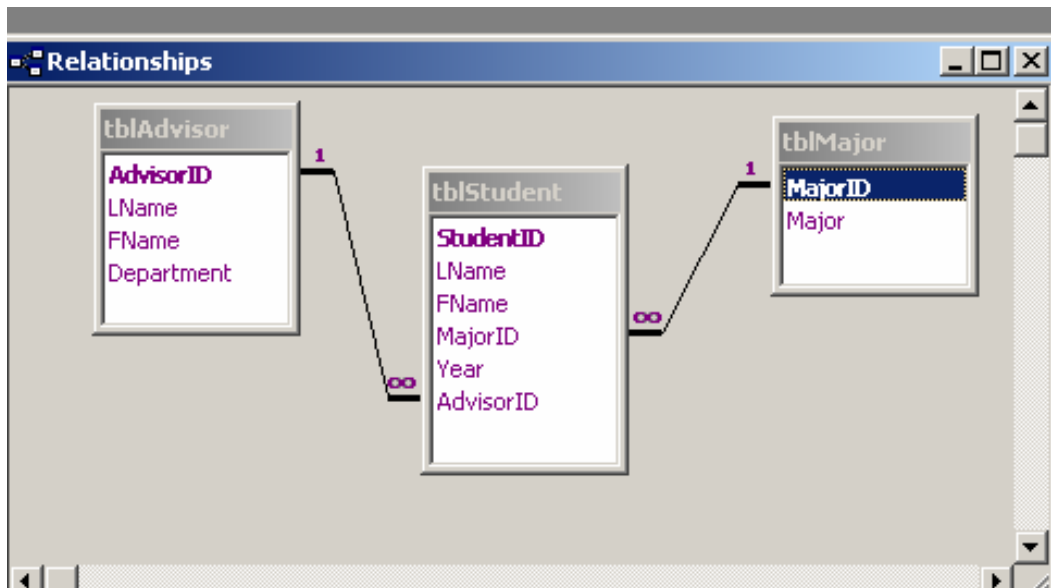 Relationships
tblAdvisor
AdvisorID
LName
FName
Department
1
∞
tblStudent
StudentID
LName
FName
MajorID
Year
AdvisorID
∞
1
tblMajor
MajorID
Major